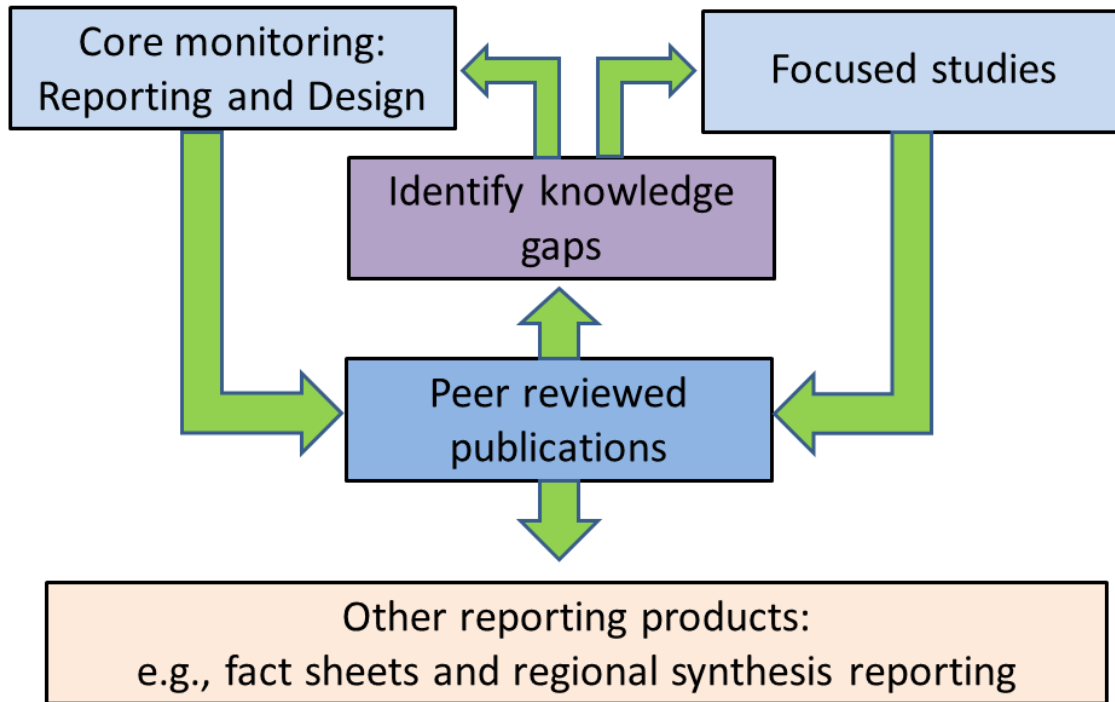 Core monitoring:
Reporting and Design
Focused studies
Identify knowledge
gaps
Peer reviewed
publications
Other reporting products:
e.g., fact sheets and regional synthesis reporting